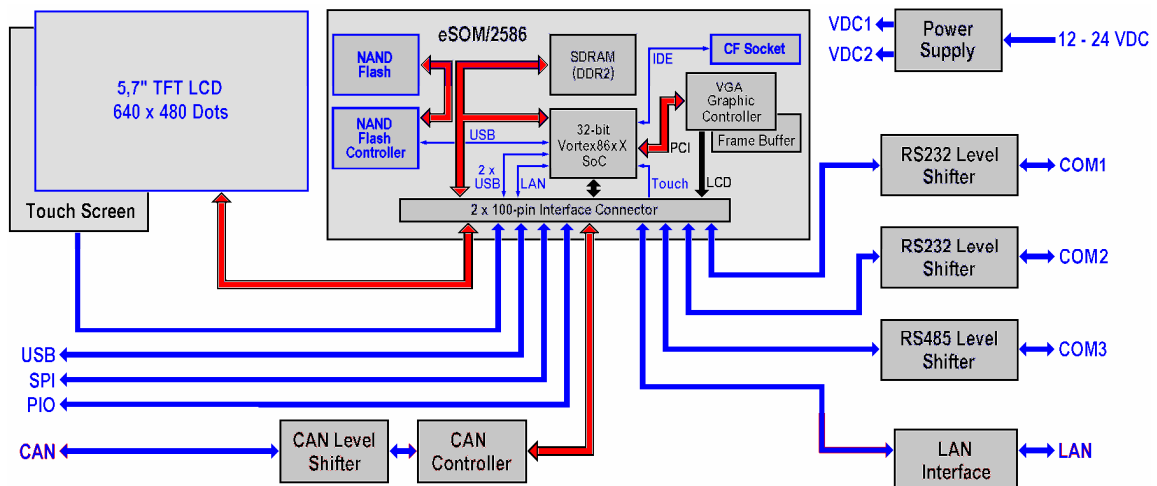 5,7" TFT LCD
640 x 480 Dots
Touch Screen
eSOM/2586
NAND
Flash
NAND
Flash
Controller
SDRAM
(DDR2)
IDE
CF Socket
VGA
Graphic
Controller
Frame Buffer
32-bit
Vortex86xX
SoC
USB
PCI
2 x
USB
LAN
Touch
LCD
2 x 100-pin Interface Connector
VDC1
VDC2
Power
Supply
12 - 24 VDC
RS232 Level
Shifter
COM1
RS232 Level
Shifter
COM2
RS485 Level
Shifter
COM3
LAN
Interface
LAN
USB
SPI
PIO
CAN
CAN Level
Shifter
CAN
Controller